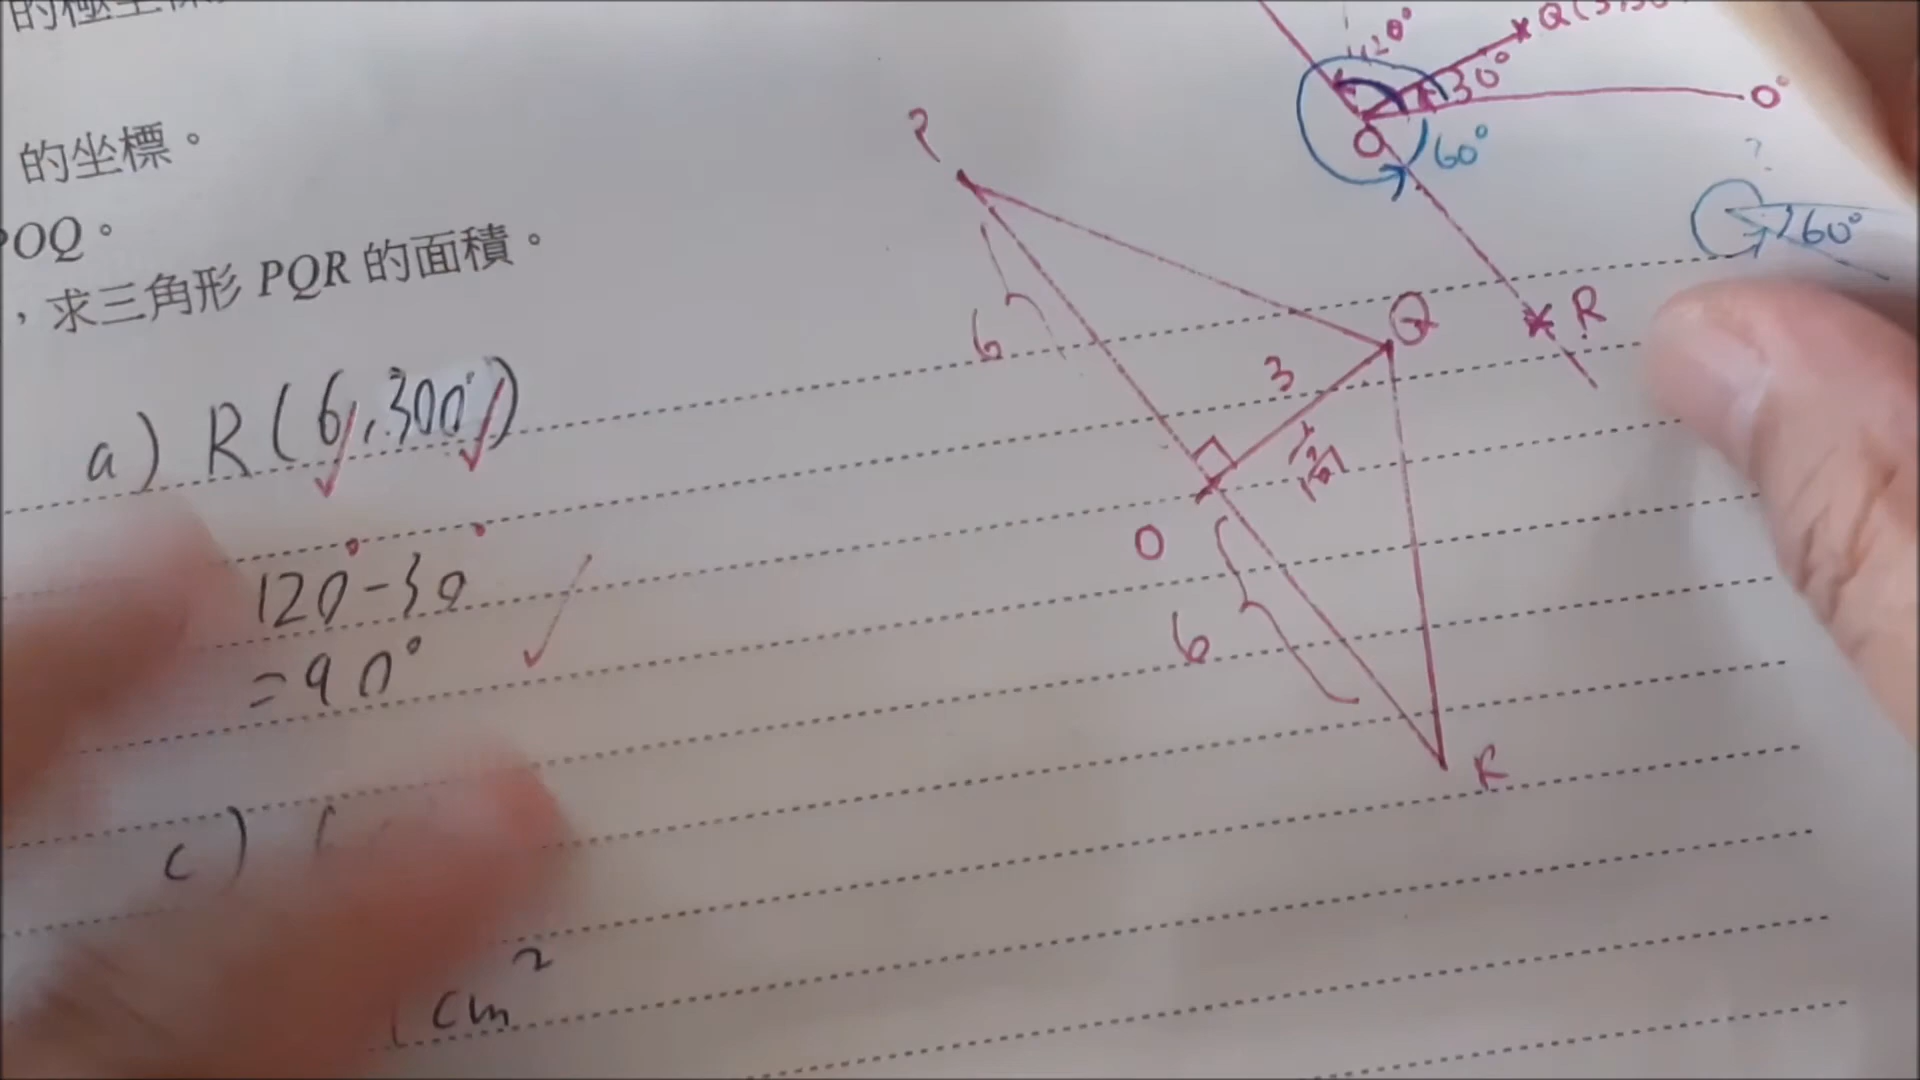 的坐標。
OQ。
，求三角形 PQR 的面積。
a) R(6,300°)
120°-30°
=90°
c)
cm²
P
6
Q
3
高
O
6
R
120°
30°
0°
O
60°
R
?
60°